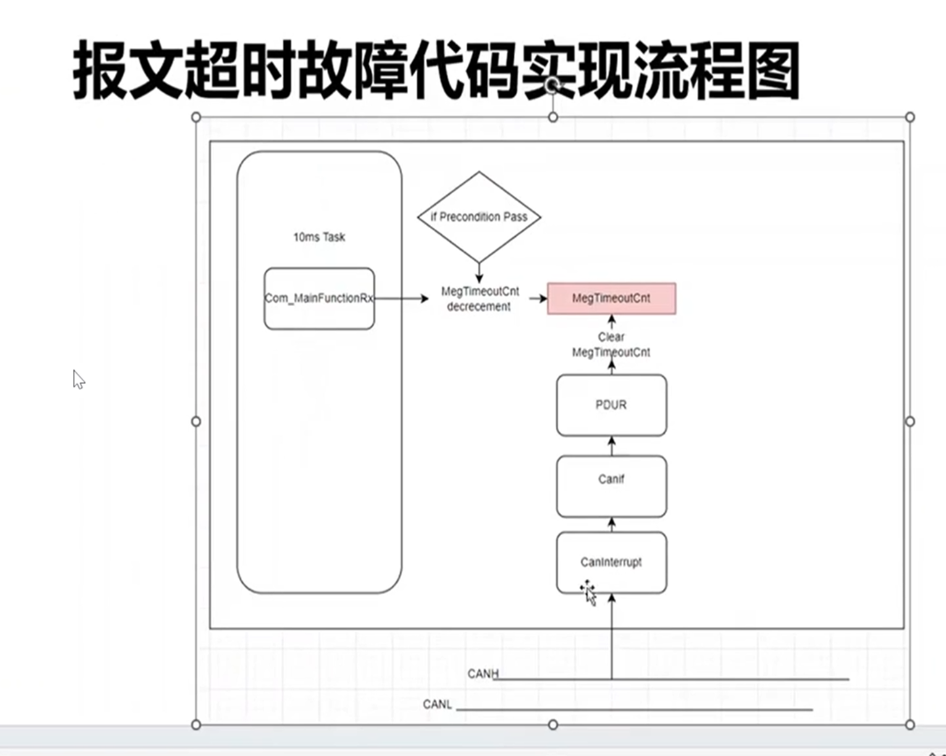 报文超时故障代码实现流程图
if Precondition Pass
10ms Task
Com_MainFunctionRx
MegTimeoutCnt
decrecement
MegTimeoutCnt
Clear
MegTimeoutCnt
PDUR
Canif
CanInterrupt
CANH
CANL